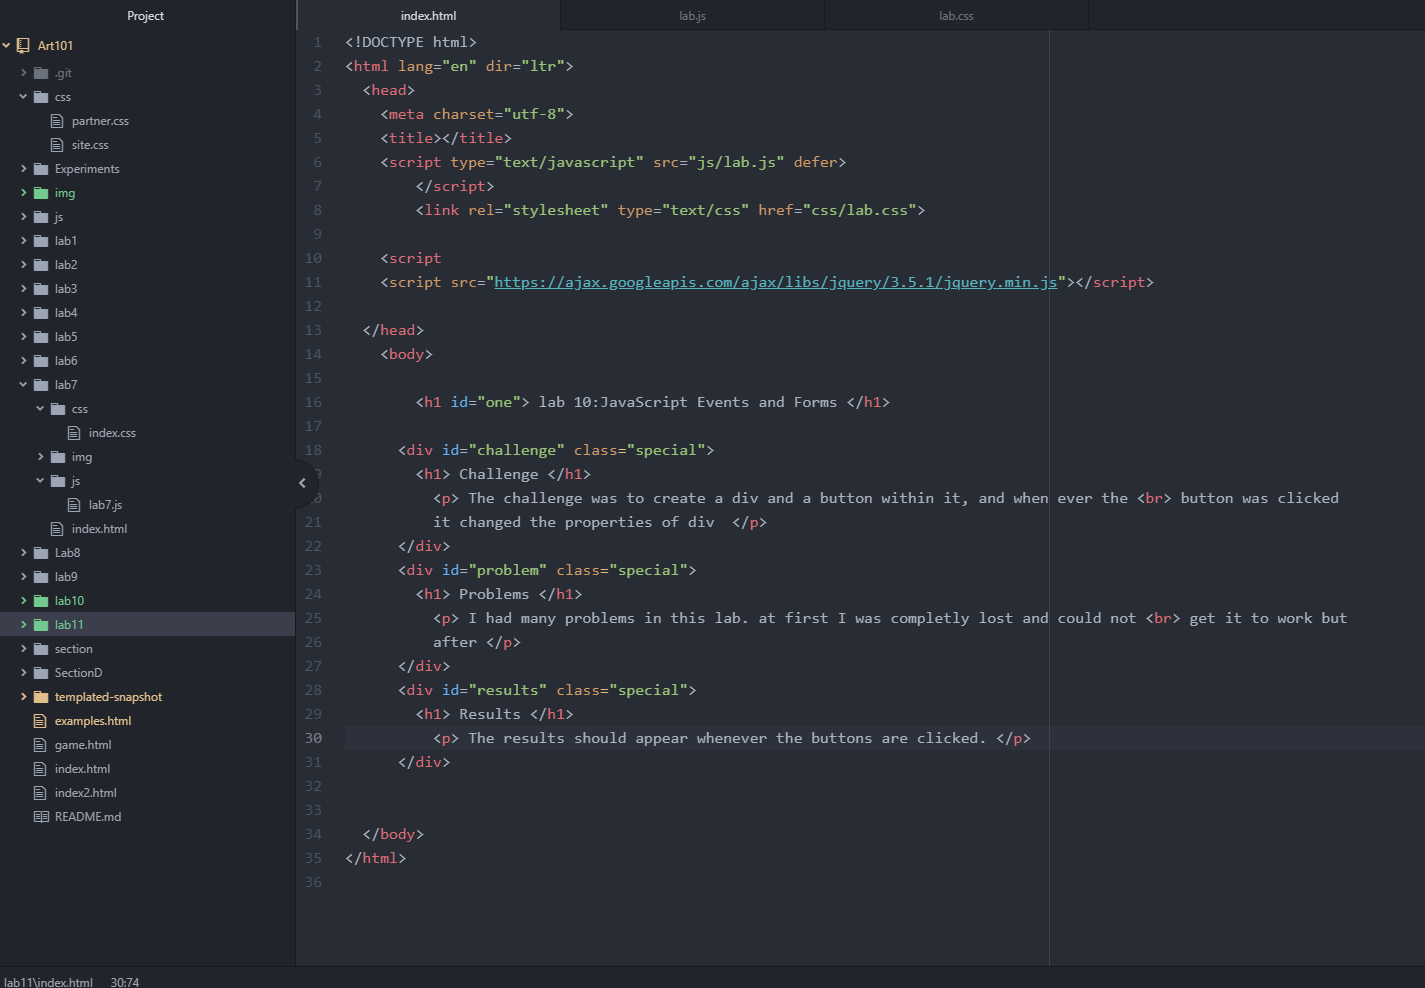 Project
Art101
.git
css
partner.css
site.css
Experiments
img
js
lab1
lab2
lab3
lab4
lab5
lab6
lab7
css
index.css
img
js
lab7.js
index.html
Lab8
lab9
lab10
lab11
section
SectionD
templated-snapshot
examples.html
game.html
index.html
index2.html
README.md
index.html lab.js lab.css
1 <!DOCTYPE html>
2 <html lang="en" dir="ltr">
3 <head>
4 <meta charset="utf-8">
5 <title></title>
6 <script type="text/javascript" src="js/lab.js" defer>
7 </script>
8 <link rel="stylesheet" type="text/css" href="css/lab.css">
9
10 <script
11 <script src="https://ajax.googleapis.com/ajax/libs/jquery/3.5.1/jquery.min.js"></script>
12
13 </head>
14 <body>
15
16 <h1 id="one"> lab 10:JavaScript Events and Forms </h1>
17
18 <div id="challenge" class="special">
<h1> Challenge </h1>
<p> The challenge was to create a div and a button within it, and when ever the <br> button was clicked
21 it changed the properties of div </p>
22 </div>
23 <div id="problem" class="special">
24 <h1> Problems </h1>
25 <p> I had many problems in this lab. at first I was completly lost and could not <br> get it to work but
26 after </p>
27 </div>
28 <div id="results" class="special">
29 <h1> Results </h1>
30 <p> The results should appear whenever the buttons are clicked. </p>
31 </div>
32
33
34 </body>
35 </html>
36
lab11\index.html 30:74